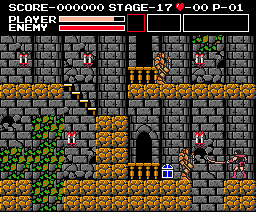 SCORE-000000 STAGE-17 ♥-00 P-01
PLAYER
ENEMY